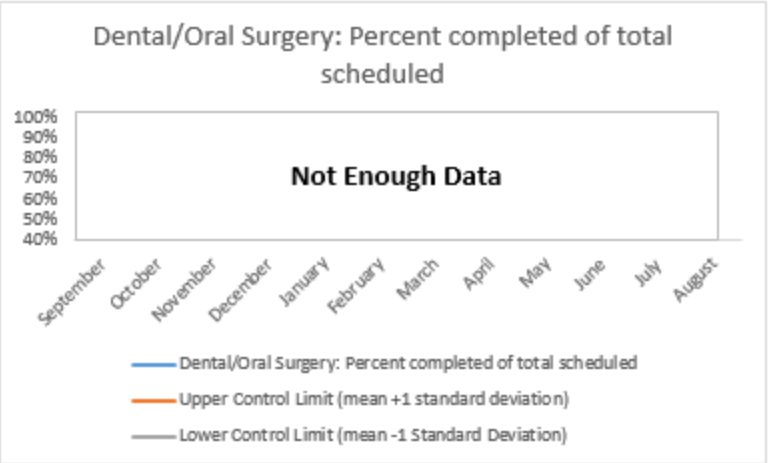 Dental/Oral Surgery: Percent completed of total
scheduled
100%
90%
80%
70%
60%
50%
40%
Not Enough Data
September
October
November
December
January
February
March
April
May
June
July
August
Dental/Oral Surgery: Percent completed of total scheduled
Upper Control Limit (mean +1 standard deviation)
Lower Control Limit (mean -1 Standard Deviation)